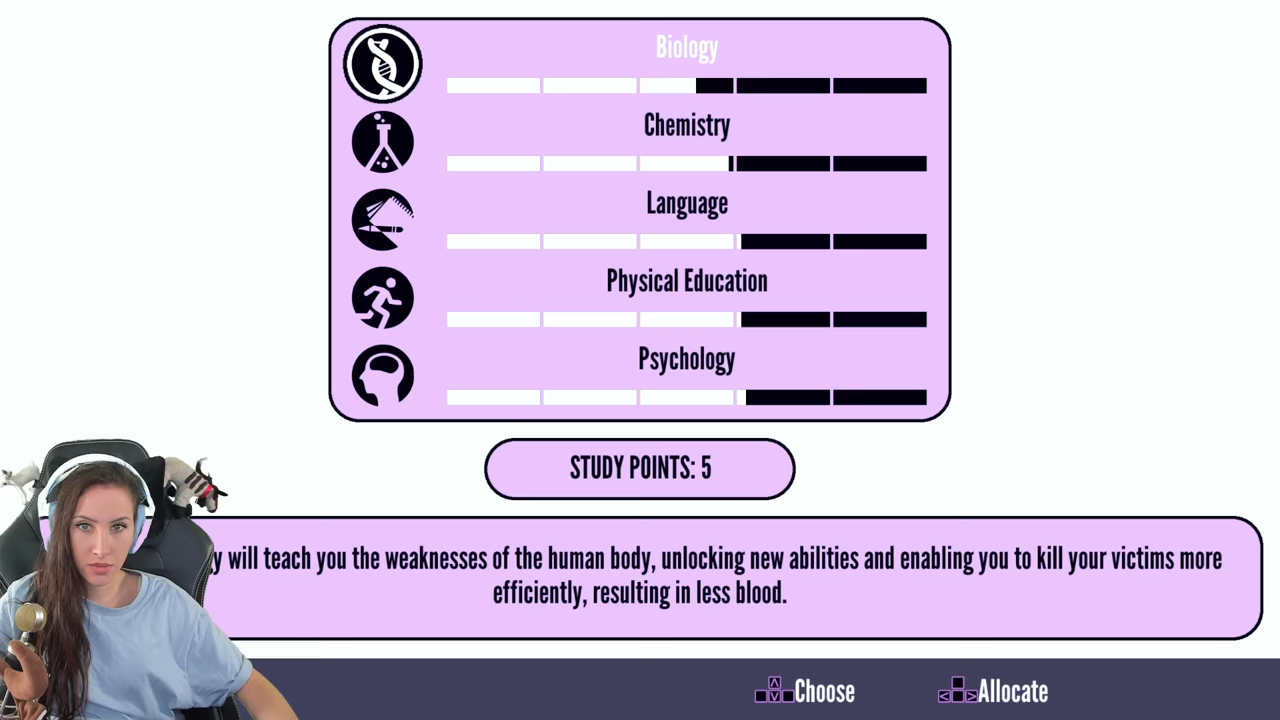 Biology
Chemistry
Language
Physical Education
Psychology
STUDY POINTS: 5
will teach you the weaknesses of the human body, unlocking new abilities and enabling you to kill your victims more
efficiently, resulting in less blood.
Choose
Allocate